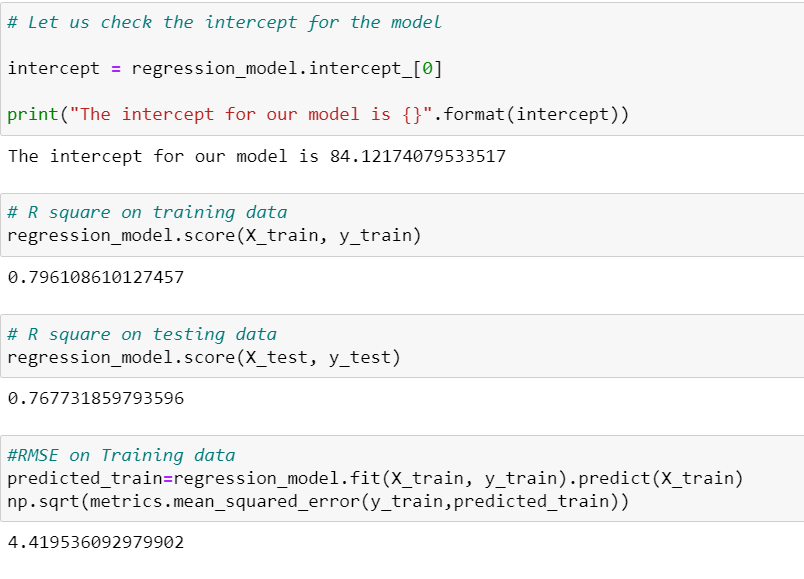 # Let us check the intercept for the model
intercept = regression_model.intercept_[0]
print("The intercept for our model is {}".format(intercept))
The intercept for our model is 84.12174079533517
# R square on training data
regression_model.score(X_train, y_train)
0.796108610127457
# R square on testing data
regression_model.score(X_test, y_test)
0.767731859793596
#RMSE on Training data
predicted_train=regression_model.fit(X_train, y_train).predict(X_train)
np.sqrt(metrics.mean_squared_error(y_train,predicted_train))
4.419536092979902